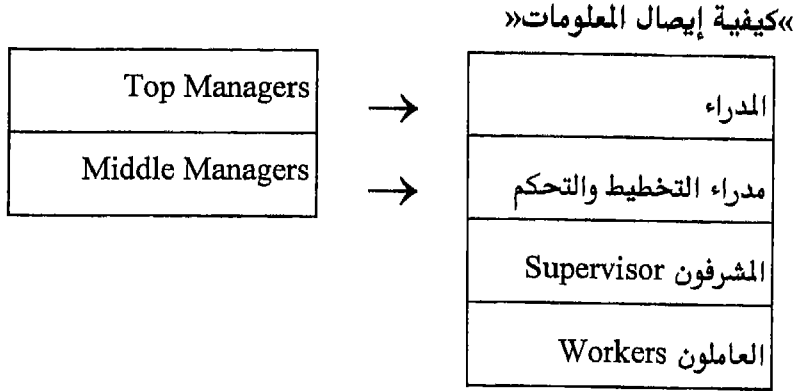 »كيفية إيصال المعلومات«
Top Managers → المدراء
Middle Managers → مدراء التخطيط والتحكم
المشرفون Supervisor
العاملون Workers